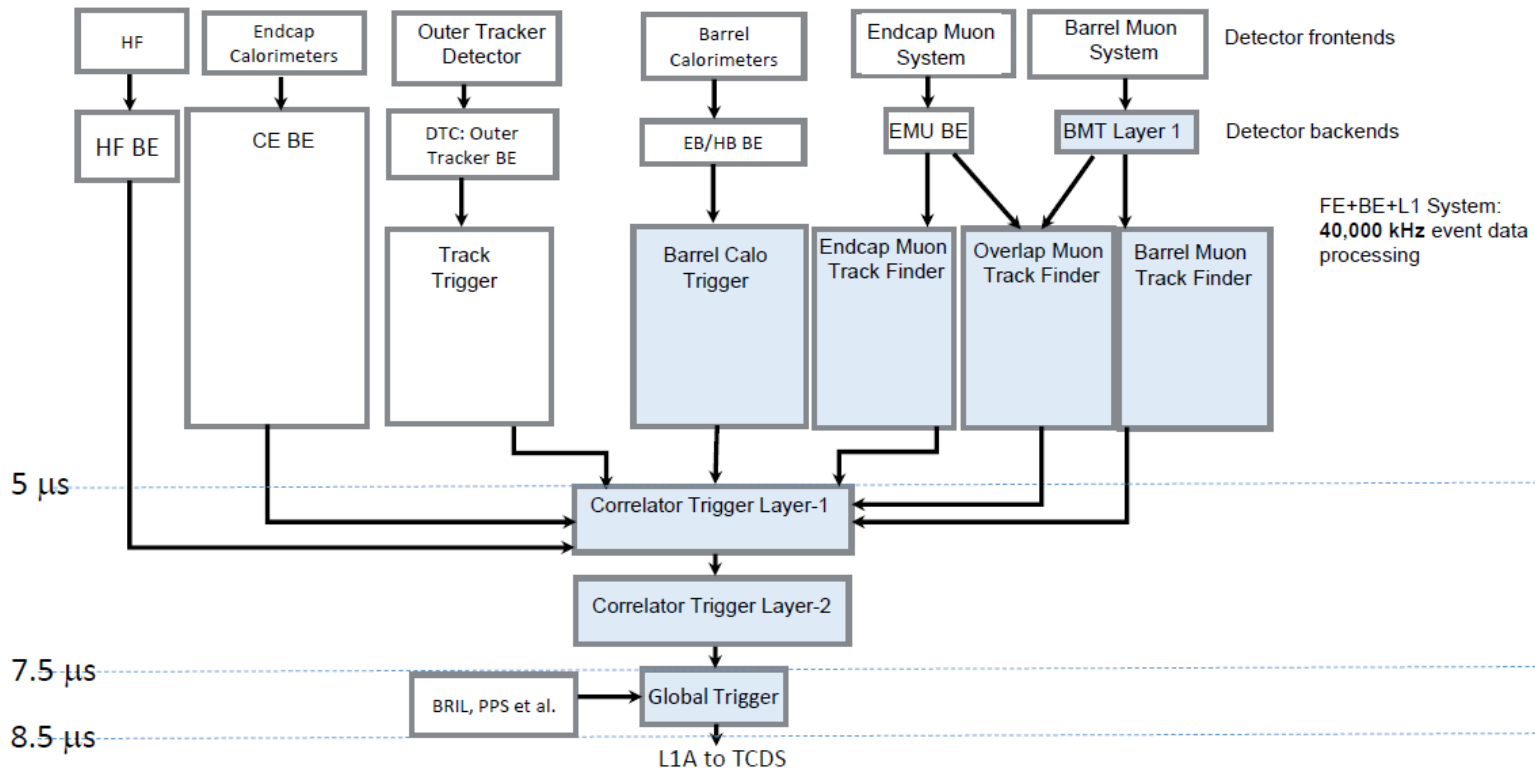 HF
Endcap
Calorimeters
Outer Tracker
Detector
Barrel
Calorimeters
Endcap Muon
System
Barrel Muon
System
Detector frontends
HF BE
CE BE
DTC: Outer
Tracker BE
EB/HB BE
EMU BE
BMT Layer 1
Detector backends
FE+BE+L1 System:
40,000 kHz event data
processing
Track
Trigger
Barrel Calo
Trigger
Endcap Muon
Track Finder
Overlap Muon
Track Finder
Barrel Muon
Track Finder
5 μs
Correlator Trigger Layer-1
Correlator Trigger Layer-2
7.5 μs
BRIL, PPS et al.
Global Trigger
8.5 μs
L1A to TCDS